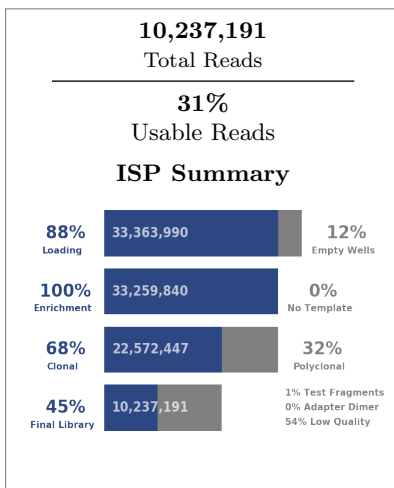 10,237,191
Total Reads
31%
Usable Reads
ISP Summary
88%
Loading
33,363,990
12%
Empty Wells
100%
Enrichment
33,259,840
0%
No Template
68%
Clonal
22,572,447
32%
Polyclonal
45%
Final Library
10,237,191
1% Test Fragments
0% Adapter Dimer
54% Low Quality